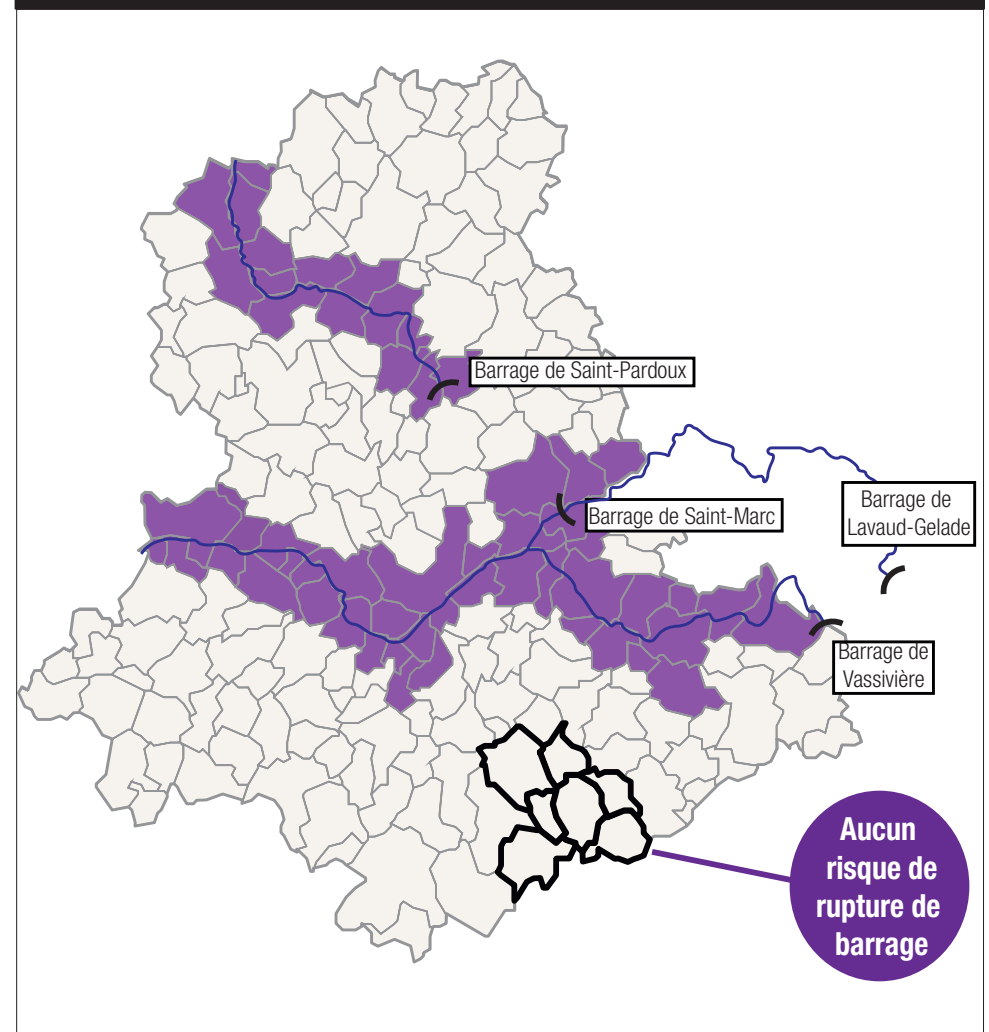 Barrage de Saint-Pardoux
Barrage de
Lavaud-Gelade
Barrage de Saint-Marc
Barrage de
Vassivière
Aucun
risque de
rupture de
barrage